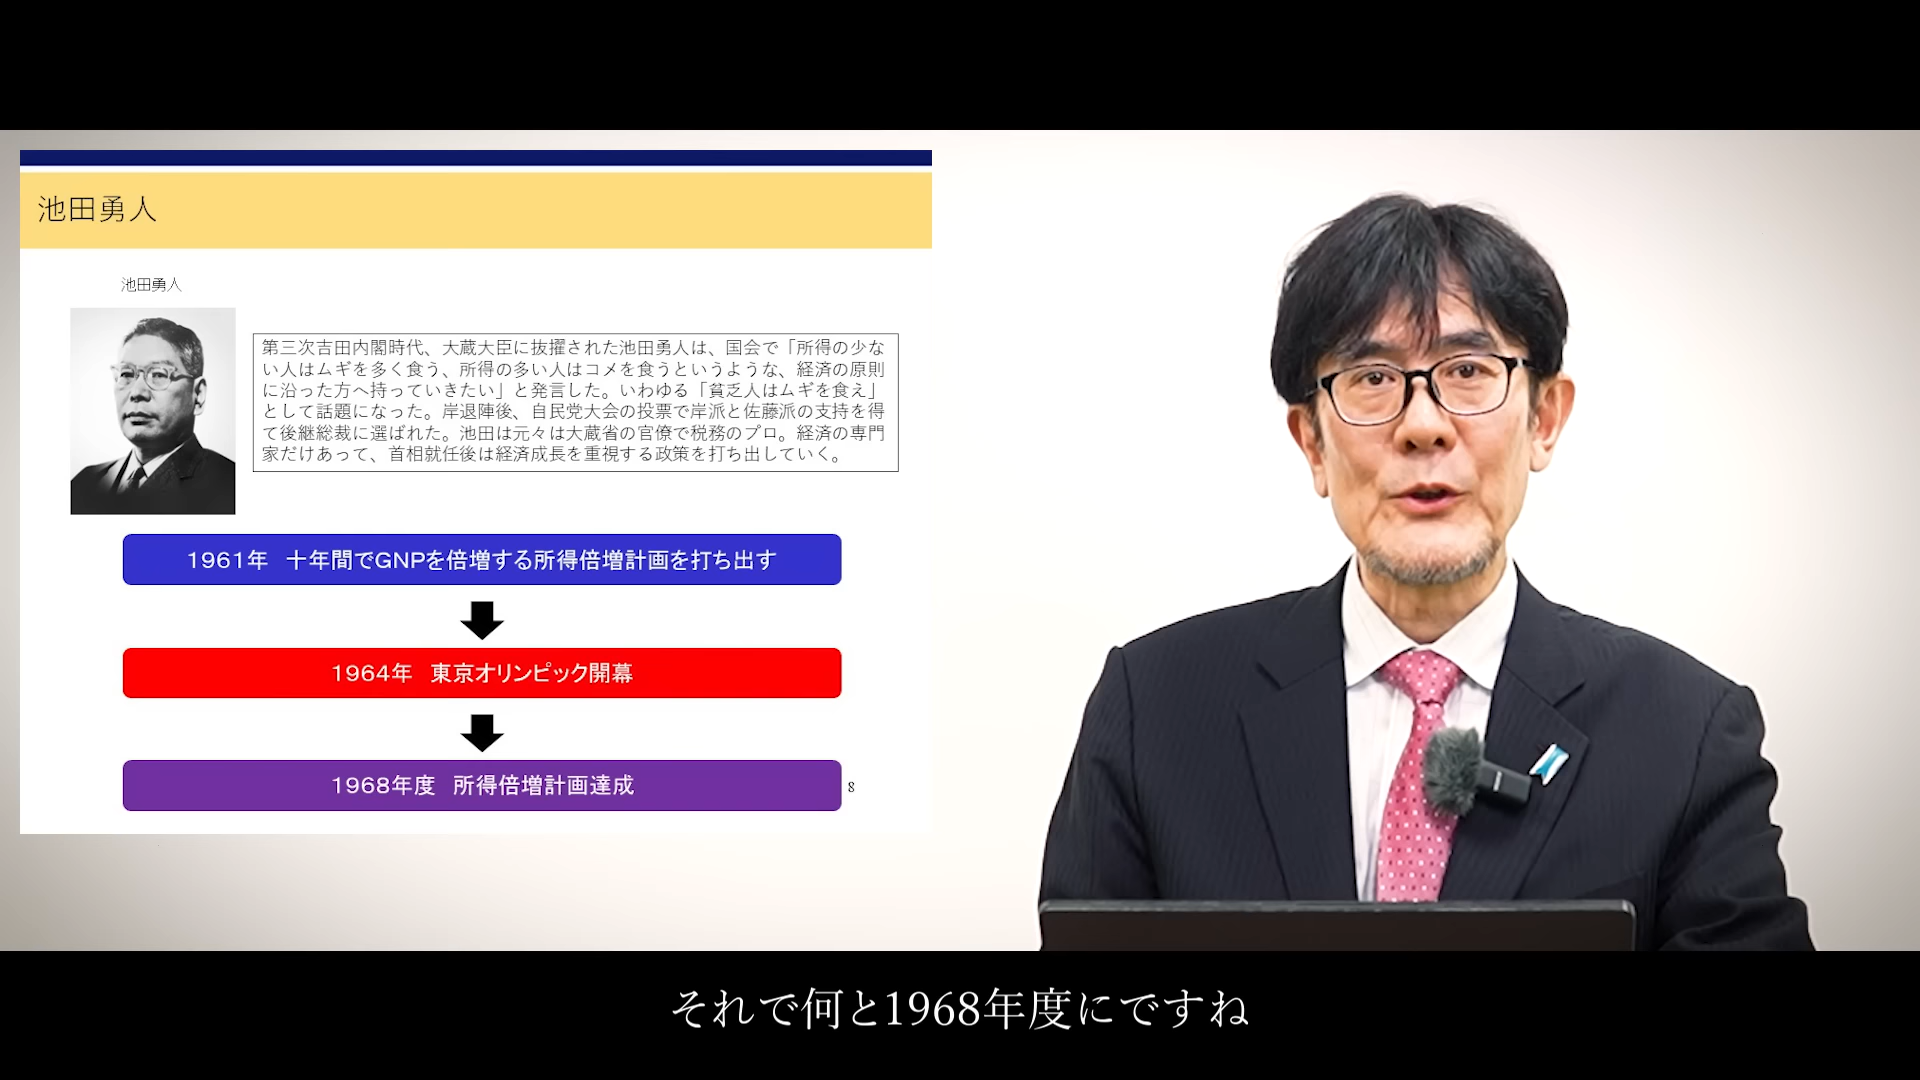 池田勇人
池田勇人
第三次吉田内閣時代、大蔵大臣に抜擢された池田勇人は、国会で「所得の少な
い人はムギを多く食う、所得の多い人はコメを食うというような、経済の原則
に沿った方へ持っていきたい」と発言した。いわゆる「貧乏人はムギを食え」
として話題になった。岸退陣後、自民党大会の投票で岸派と佐藤派の支持を得
て後継総裁に選ばれた。池田は元々は大蔵省の官僚で税務のプロ。経済の専門
家だけあって、首相就任後は経済成長を重視する政策を打ち出していく。
1961年 十年間でGNPを倍増する所得倍増計画を打ち出す
1964年 東京オリンピック開幕
1968年度 所得倍増計画達成
8
それで何と1968年度にですね